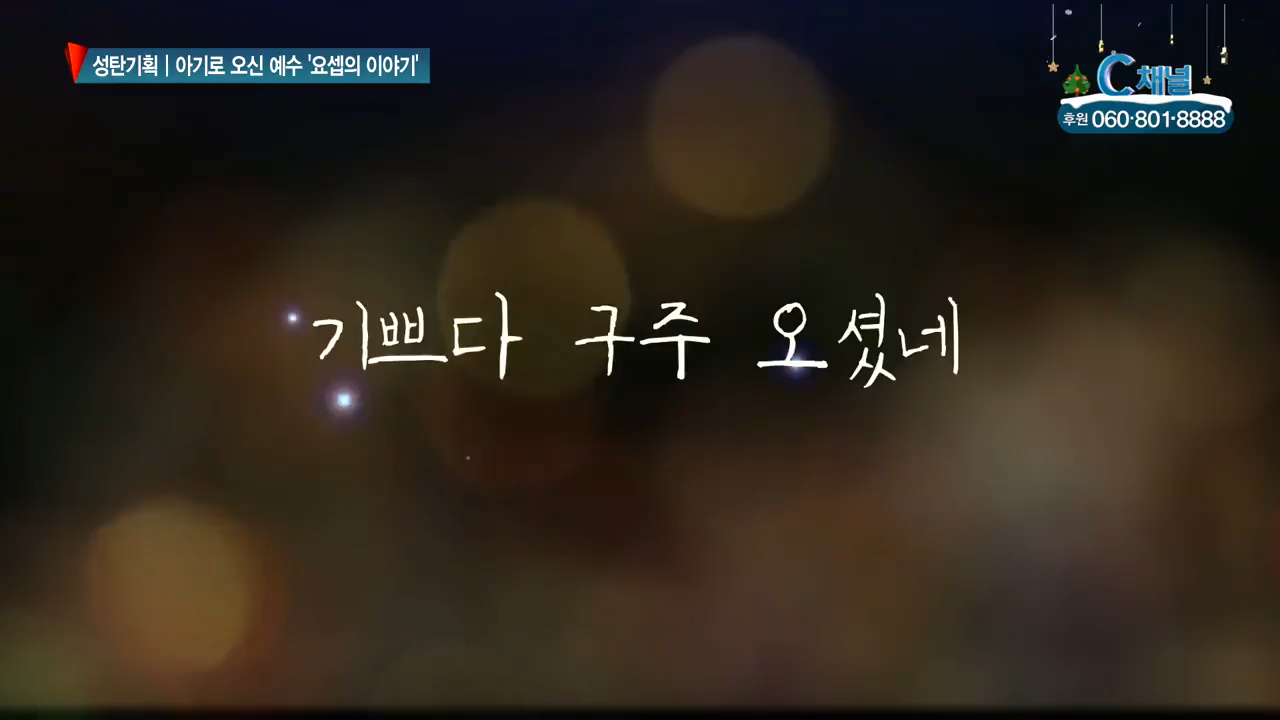 성탄기획 | 아기로 오신 예수 '요셉의 이야기'
C채널
후원 060·801·8888
기쁘다 구주 오셨네